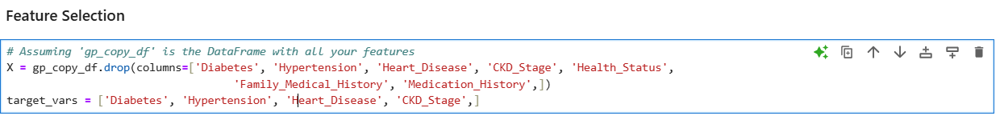 Feature Selection
# Assuming 'gp_copy_df' is the DataFrame with all your features
X = gp_copy_df.drop(columns=['Diabetes', 'Hypertension', 'Heart_Disease', 'CKD_Stage', 'Health_Status',
'Family_Medical_History', 'Medication_History',])
target_vars = ['Diabetes', 'Hypertension', 'Heart_Disease', 'CKD_Stage',]